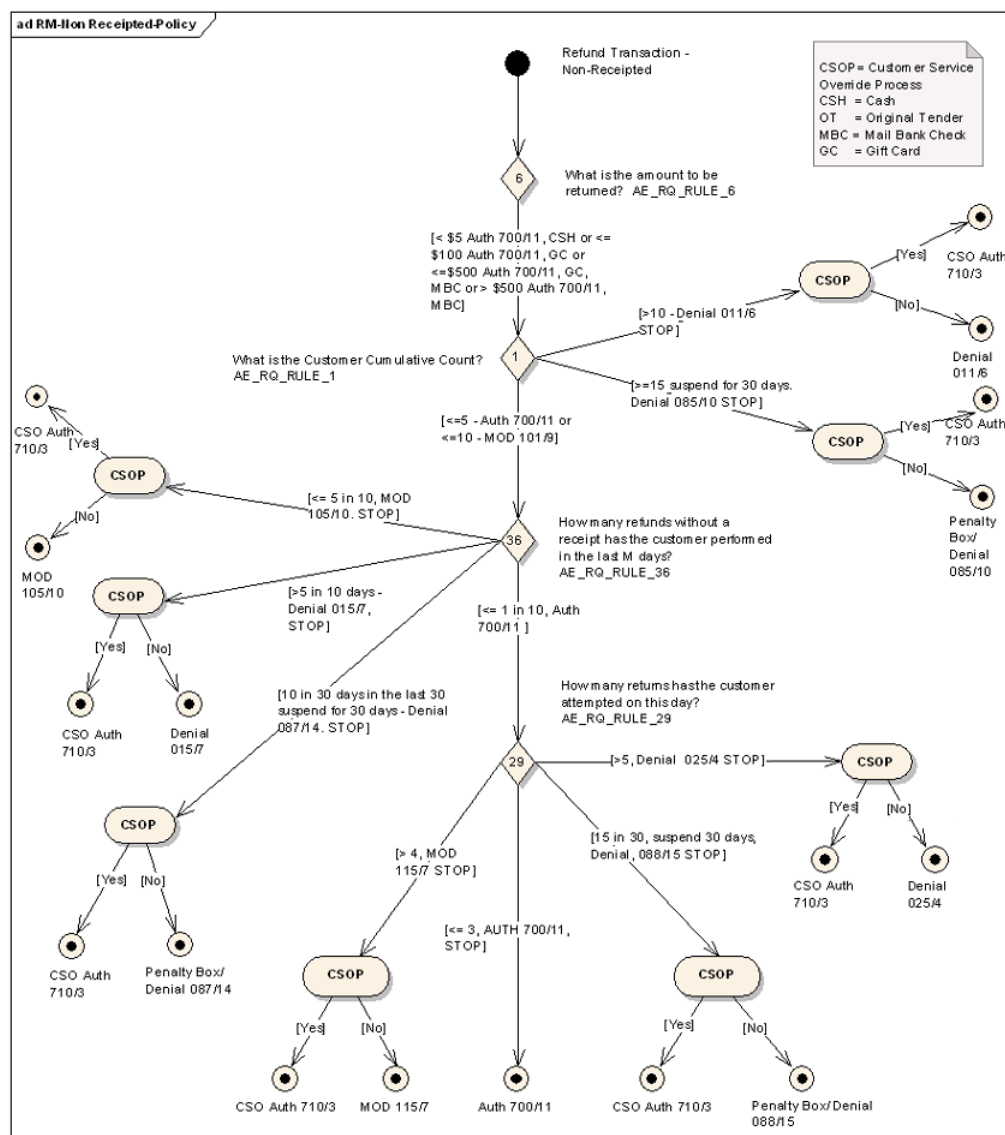 ad RM-Non Receipted-Policy
Refund Transaction -
Non-Receipted
CSOP= Customer Service
Override Process
CSH = Cash
OT = Original Tender
MBC = Mail Bank Check
GC = Gift Card
6
What is the amount to be
returned? AE_RQ_RULE_6
[< $5 Auth 700/11, CSH or <=
$100 Auth 700/11, GC or
<=$500 Auth 700/11, GC,
MBC or > $500 Auth 700/11,
MBC]
[Yes]
CSO Auth
710/3
CSOP
[No]
Denial
011/6
[>10 - Denial 011/6
STOP]
What is the Customer Cumulative Count?
AE_RQ_RULE_1
1
[>=15 suspend for 30 days.
Denial 085/10 STOP]
[Yes]
CSO Auth
710/3
CSOP
[No]
Penalty
Box/
Denial
085/10
[<=5 - Auth 700/11 or
<=10 - MOD 101/9]
CSO Auth
710/3
[Yes]
CSOP
[No]
MOD
105/10
[<= 5 in 10, MOD
105/10. STOP]
36
How many refunds without a
receipt has the customer performed
in the last M days?
AE_RQ_RULE_36
CSOP
[>5 in 10 days -
Denial 015/7,
STOP]
[<= 1 in 10, Auth
700/11 ]
[Yes]
[No]
CSO Auth
710/3
Denial
015/7
[10 in 30 days in the last 30
suspend for 30 days - Denial
087/14. STOP]
How many returns has the customer
attempted on this day?
AE_RQ_RULE_29
29
[>5, Denial 025/4 STOP]
CSOP
[Yes]
[No]
CSO Auth
710/3
Denial
025/4
CSOP
[Yes]
[No]
CSO Auth
710/3
Penalty Box/
Denial 087/14
[> 4, MOD
115/7 STOP]
[15 in 30, suspend 30 days,
Denial, 088/15 STOP]
[<= 3, AUTH 700/11,
STOP]
CSOP
[Yes]
[No]
CSO Auth 710/3
MOD 115/7
Auth 700/11
CSOP
[Yes]
[No]
CSO Auth 710/3
Penalty Box/Denial
088/15